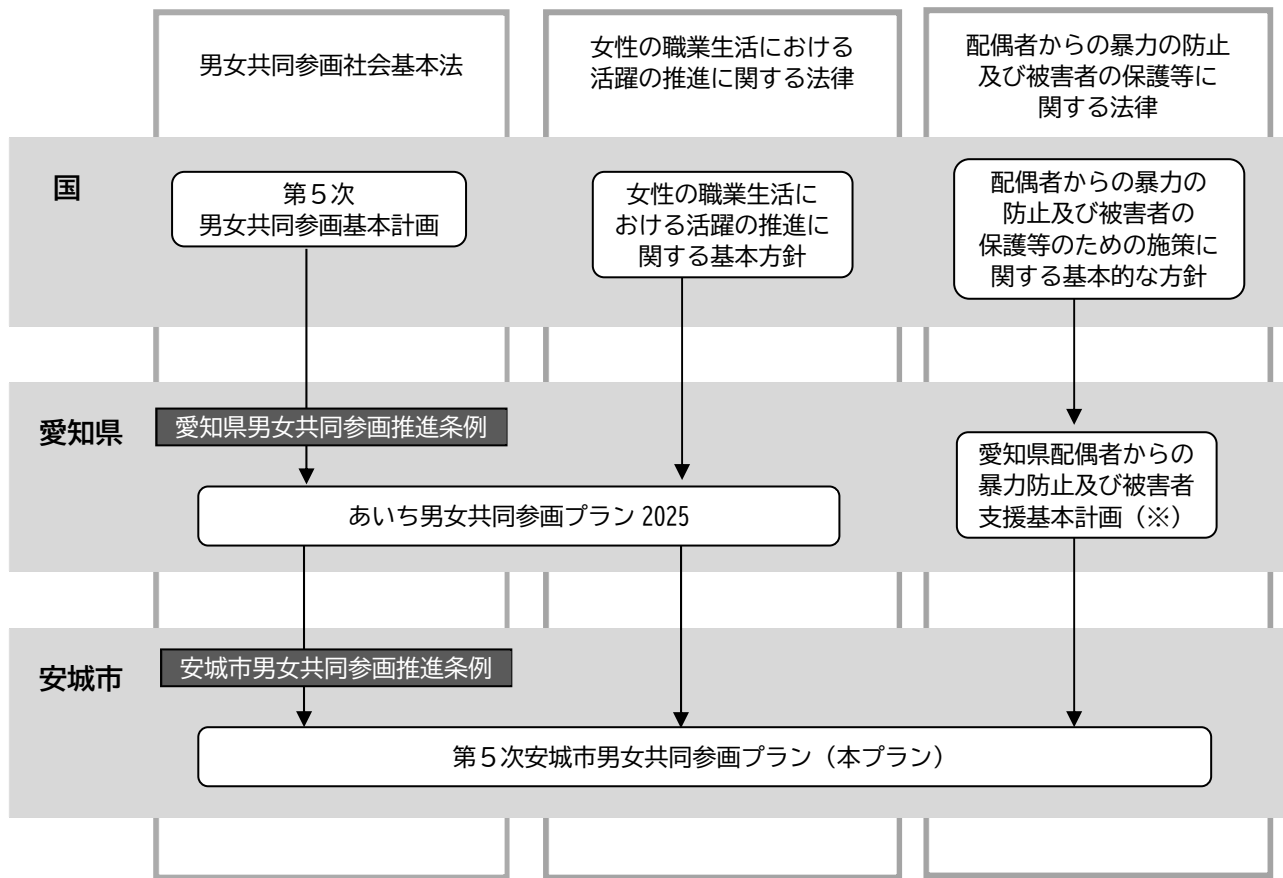 男女共同参画社会基本法
女性の職業生活における
活躍の推進に関する法律
配偶者からの暴力の防止
及び被害者の保護等に
関する法律
国
第５次
男女共同参画基本計画
女性の職業生活に
おける活躍の推進に
関する基本方針
配偶者からの暴力の
防止及び被害者の
保護等のための施策に
関する基本的な方針
愛知県
愛知県男女共同参画推進条例
あいち男女共同参画プラン 2025
愛知県配偶者からの
暴力防止及び被害者
支援基本計画（※）
安城市
安城市男女共同参画推進条例
第５次安城市男女共同参画プラン（本プラン）